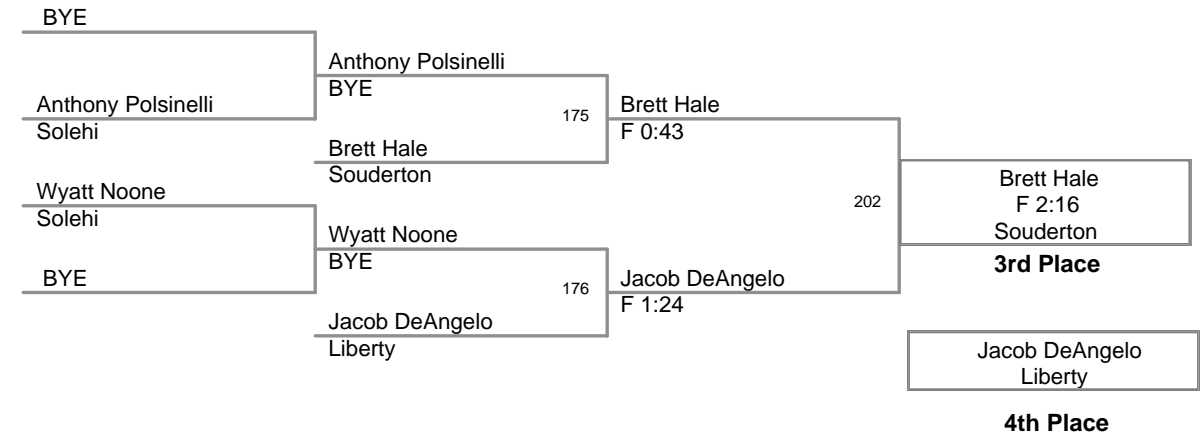 BYE
Anthony Polsinelli
BYE
Anthony Polsinelli
Solehi
175
Brett Hale
F 0:43
Brett Hale
Souderton
Wyatt Noone
Solehi
202
Brett Hale
F 2:16
Souderton
3rd Place
Wyatt Noone
BYE
BYE
176
Jacob DeAngelo
F 1:24
Jacob DeAngelo
Liberty
Jacob DeAngelo
Liberty
4th Place